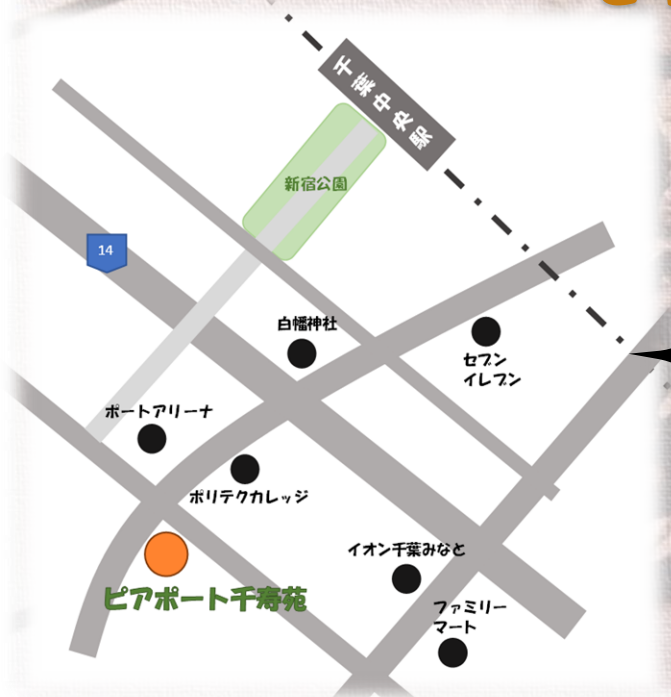 千葉中央駅
新宿公園
14
白幡神社
セブン
イレブン
ポートアリーナ
ポリテクカレッジ
イオン千葉みなと
ピアポート千寿苑
ファミリー
マート